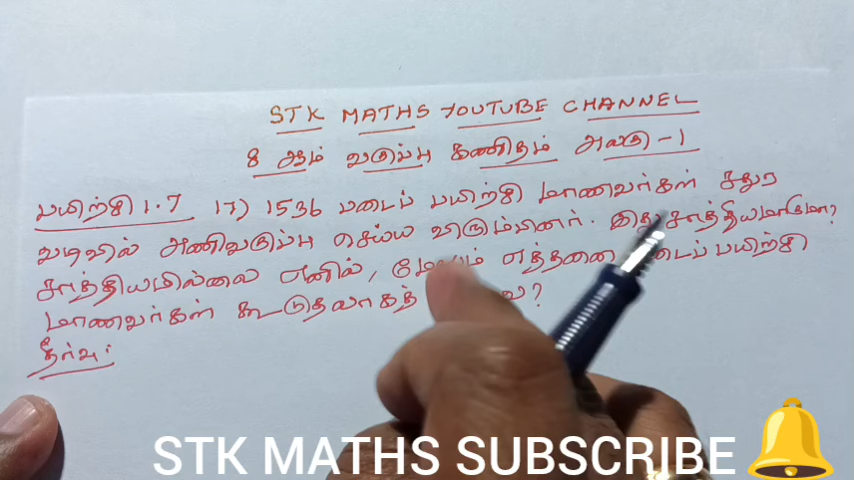 STK MATHS YOUTUBE CHANNEL
8 ஆம் வகுப்பு கணிதம் அலகு - 1
பயிற்சி 1.7 17) 1536 படைப் பயிற்சி மாணவர்கள் சதுர
வடிவில் அணிவகுப்பு செய்ய விரும்பினர். இது சாத்தியமாகுமா?
சாத்தியமில்லை எனில், மேலும் எத்தனை படைப் பயிற்சி
மாணவர்கள் கூடுதலாகத்
தீர்வு:
STK MATHS SUBSCRIBE